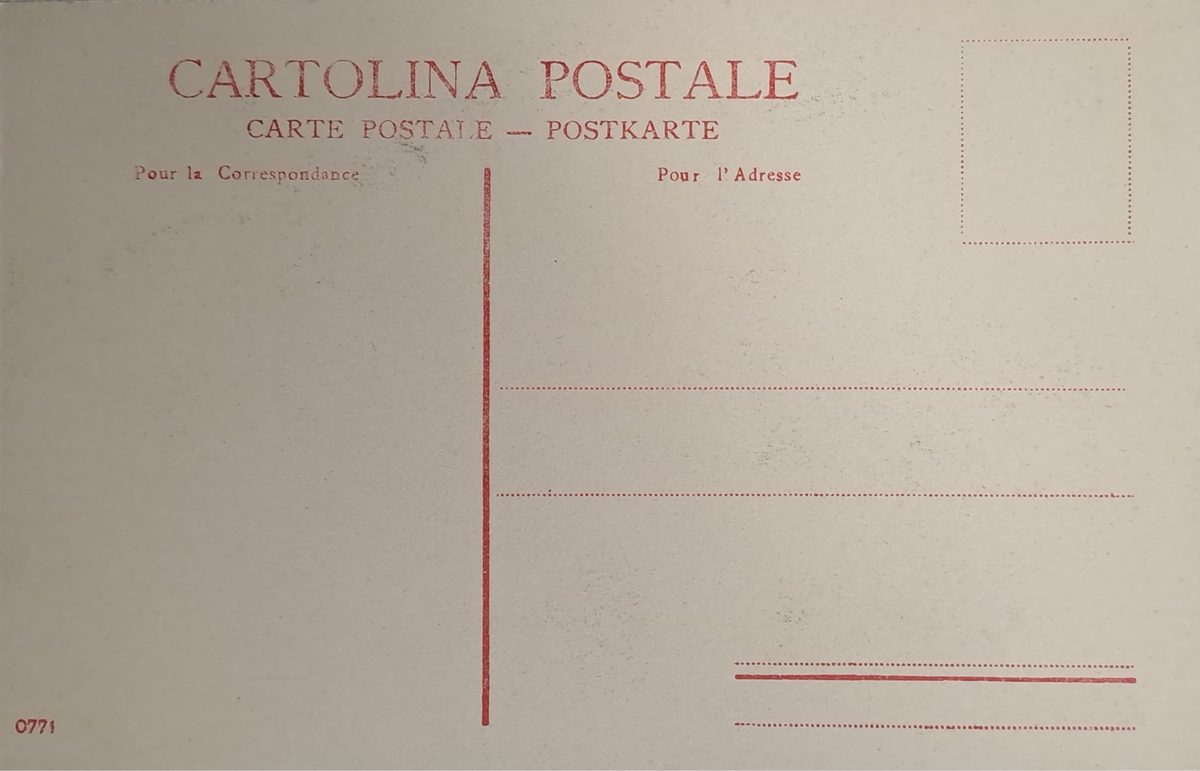 CARTOLINA POSTALE
CARTE POSTALE — POSTKARTE
Pour la Correspondance
Pour l'Adresse
0771